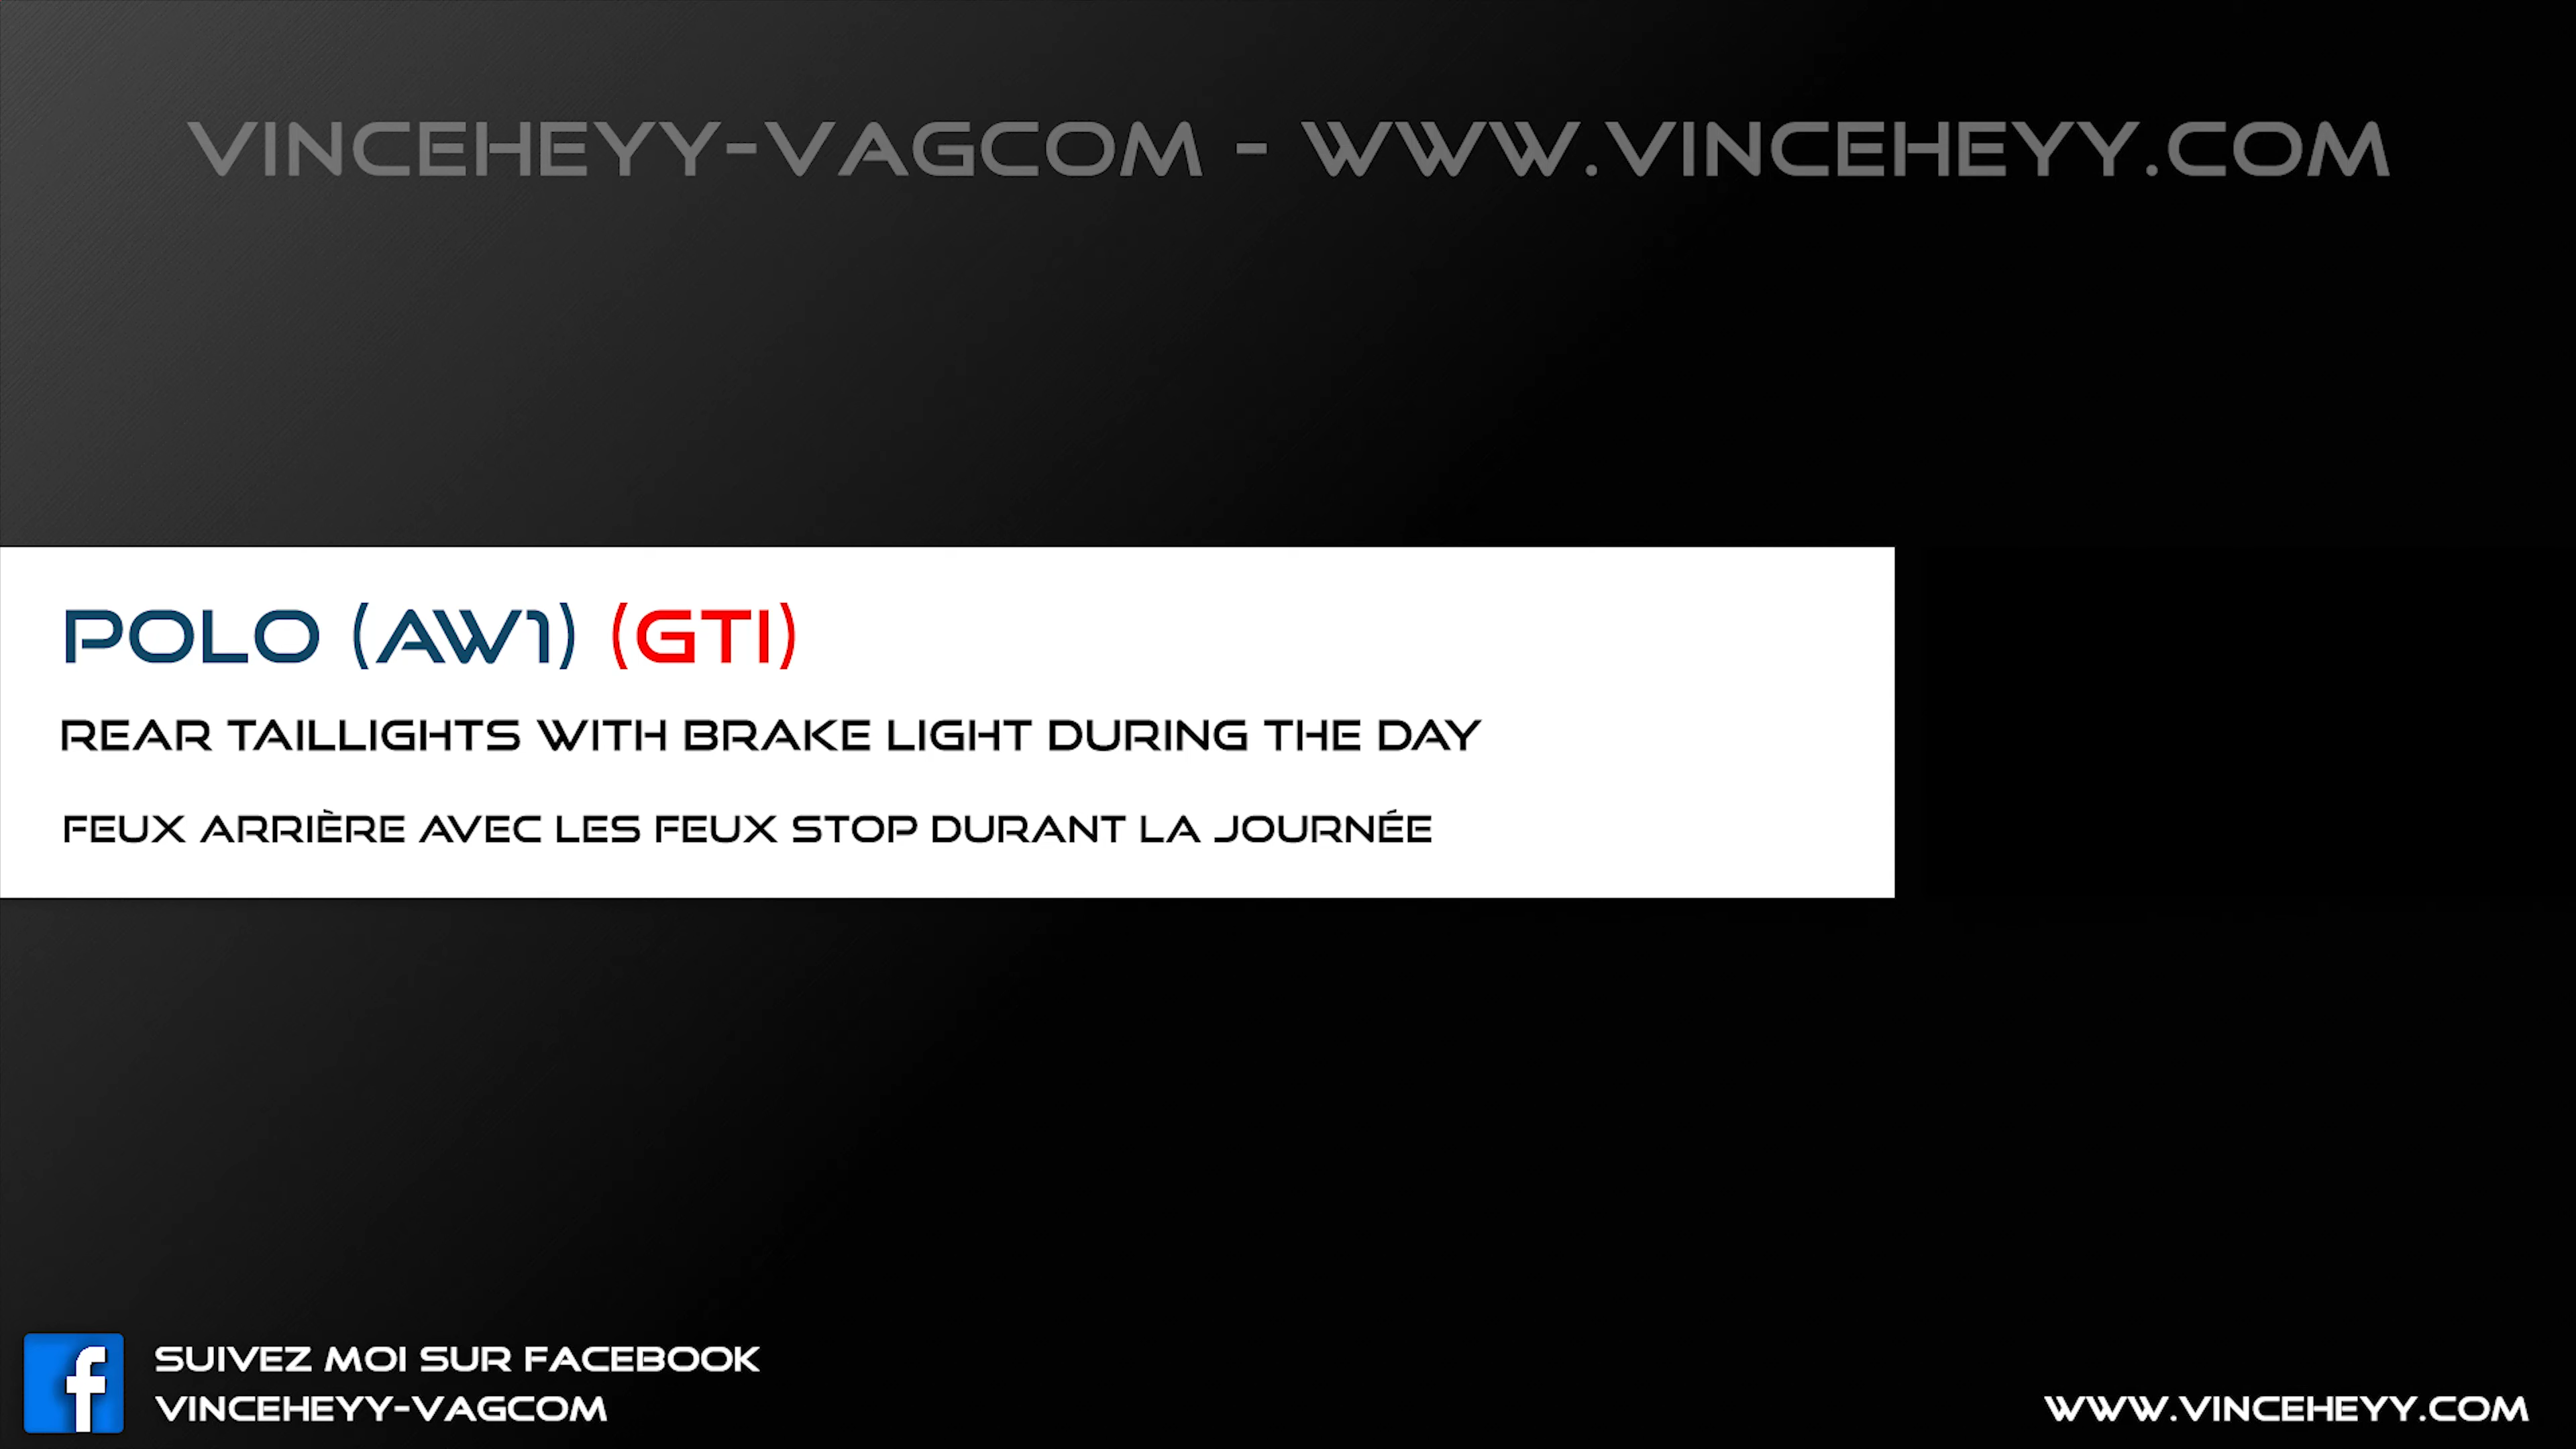 VINCEHEYY-VAGCOM - WWW.VINCEHEYY.COM
POLO (AW1) (GTI)
REAR TAILLIGHTS WITH BRAKE LIGHT DURING THE DAY
FEUX ARRIÈRE AVEC LES FEUX STOP DURANT LA JOURNÉE
SUIVEZ MOI SUR FACEBOOK
VINCEHEYY-VAGCOM
WWW.VINCEHEYY.COM